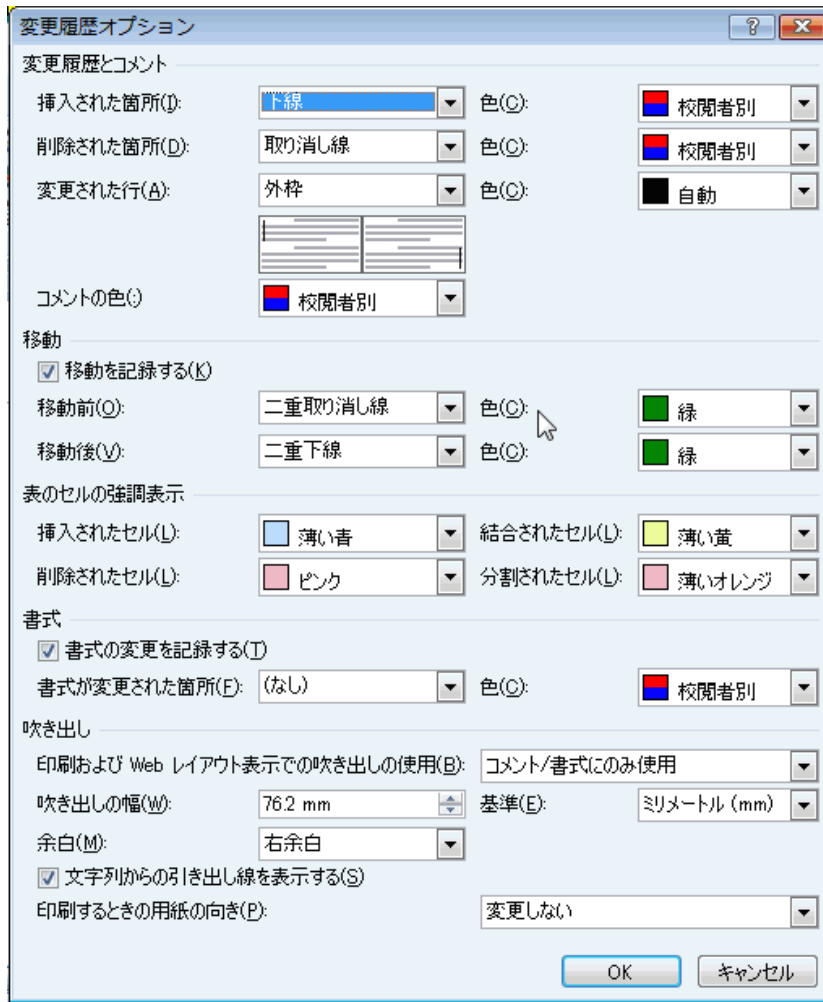 変更履歴オプション
変更履歴とコメント
挿入された箇所(I): 下線 色(C): 校閲者別
削除された箇所(D): 取り消し線 色(C): 校閲者別
変更された行(A): 外枠 色(C): 自動
コメントの色(:) 校閲者別
移動
移動を記録する(K)
移動前(O): 二重取り消し線 色(C): 緑
移動後(V): 二重下線 色(C): 緑
表のセルの強調表示
挿入されたセル(L): 薄い青 結合されたセル(L): 薄い黄
削除されたセル(L): ピンク 分割されたセル(L): 薄いオレンジ
書式
書式の変更を記録する(T)
書式が変更された箇所(F): (なし) 色(C): 校閲者別
吹き出し
印刷および Web レイアウト表示での吹き出しの使用(B): コメント/書式にのみ使用
吹き出しの幅(W): 76.2 mm 基準(E): ミリメートル (mm)
余白(M): 右余白
文字列からの引き出し線を表示する(S)
印刷するときの用紙の向き(P): 変更しない
OK キャンセル